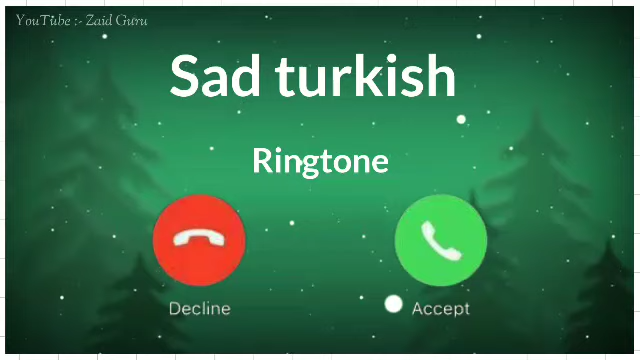 YouTube :- Zaid Guru
Sad turkish
Ringtone
Decline
Accept